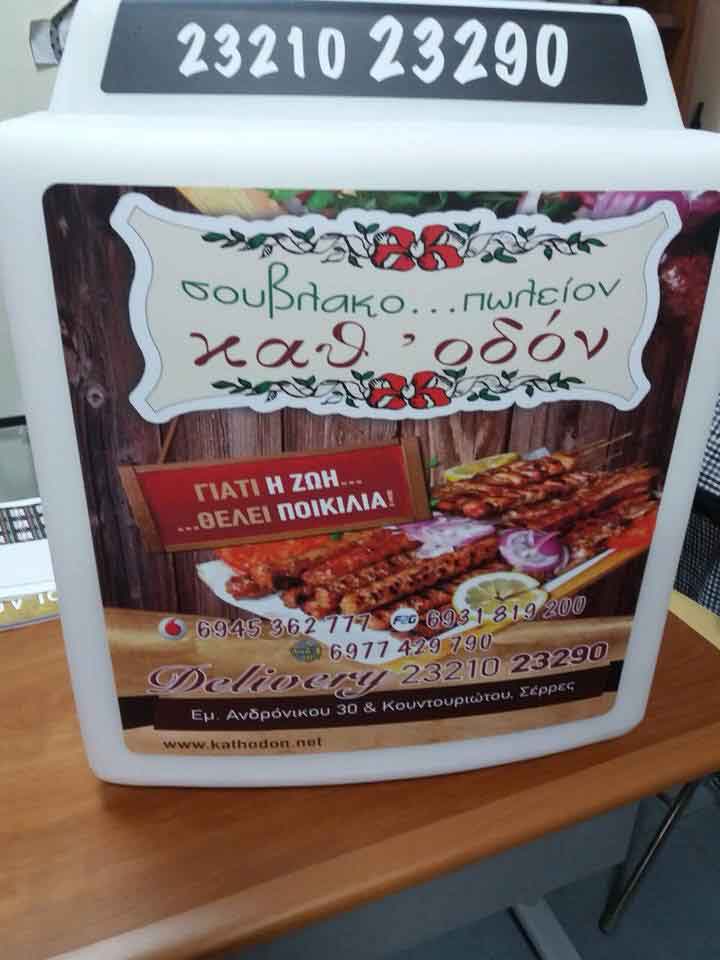 23210 23290
σουβλακο...πωλείον
καθ 'οδόν
ΓΙΑΤΙ Η ΖΩΗ...
...ΘΕΛΕΙ ΠΟΙΚΙΛΙΑ!
6945 362 777 F2G 6931 819 200
6977 429 790
Delivery 23210 23290
Εμ. Ανδρόνικου 30 & Κουντουριώτου, Σέρρες
www.kathodon.net